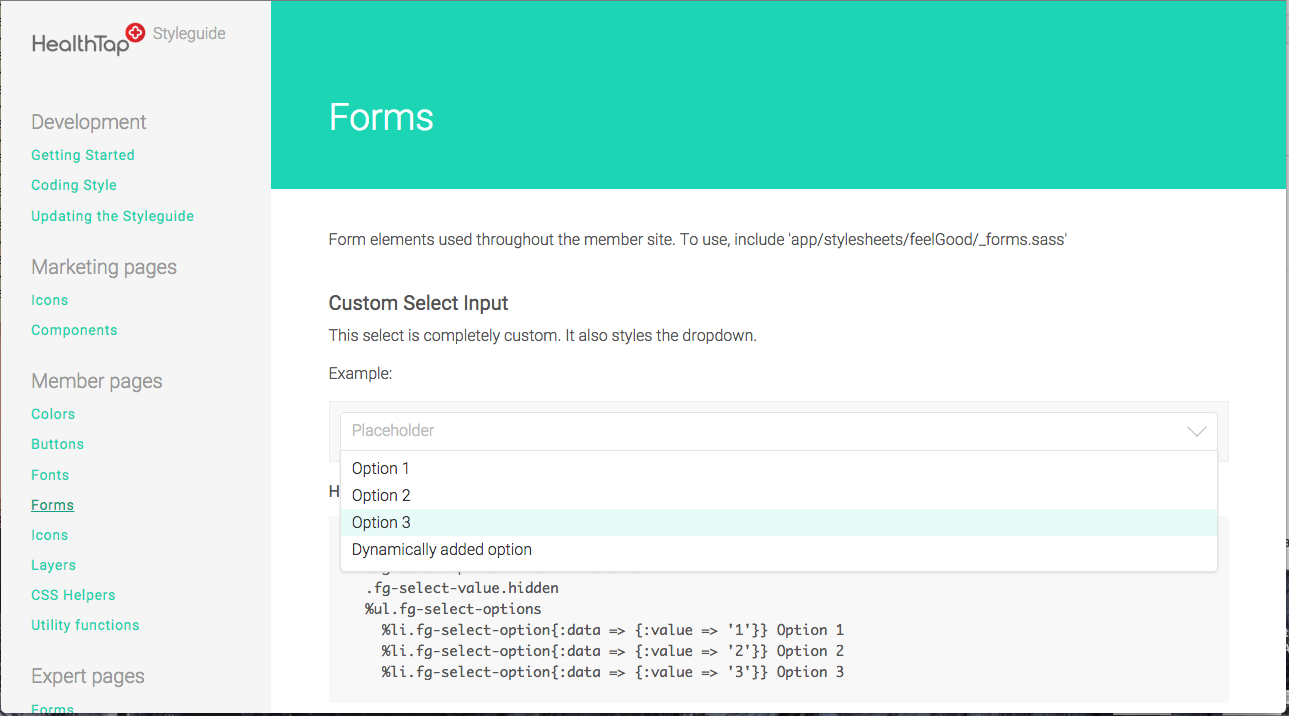 HealthTap Styleguide
Development
Getting Started
Coding Style
Updating the Styleguide
Marketing pages
Icons
Components
Member pages
Colors
Buttons
Fonts
Forms
Icons
Layers
CSS Helpers
Utility functions
Expert pages
Forms
Forms
Form elements used throughout the member site. To use, include 'app/stylesheets/feelGood/_forms.sass'
Custom Select Input
This select is completely custom. It also styles the dropdown.
Example:
Placeholder
Option 1
Option 2
Option 3
Dynamically added option
.fg-select-value.hidden
%ul.fg-select-options
%li.fg-select-option{:data => {:value => '1'}} Option 1
%li.fg-select-option{:data => {:value => '2'}} Option 2
%li.fg-select-option{:data => {:value => '3'}} Option 3